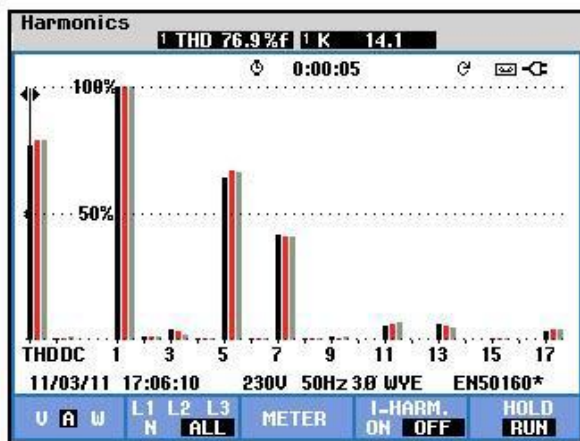 Harmonics
1 THD 76.9%f 1 K 14.1
0:00:05
100%
50%
THDDC 1 3 5 7 9 11 13 15 17
11/03/11 17:06:10 230V 50Hz 3Ø WYE EN50160*
V A W L1 L2 L3 N ALL METER I-HARM. ON OFF HOLD RUN